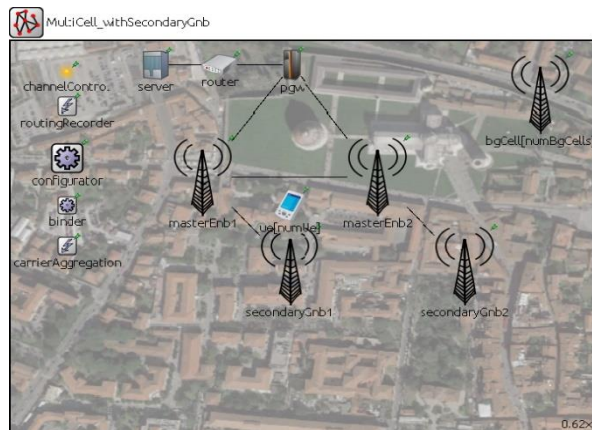 MultiCell_withSecondaryGnb
channelContro.
server
router
pgw
routingRecorder
bgCell[numBgCells
configurator
masterEnb1
ue[numUe]
masterEnb2
binder
carrierAggregation
secondaryGnb1
secondaryGnb2
0.62x